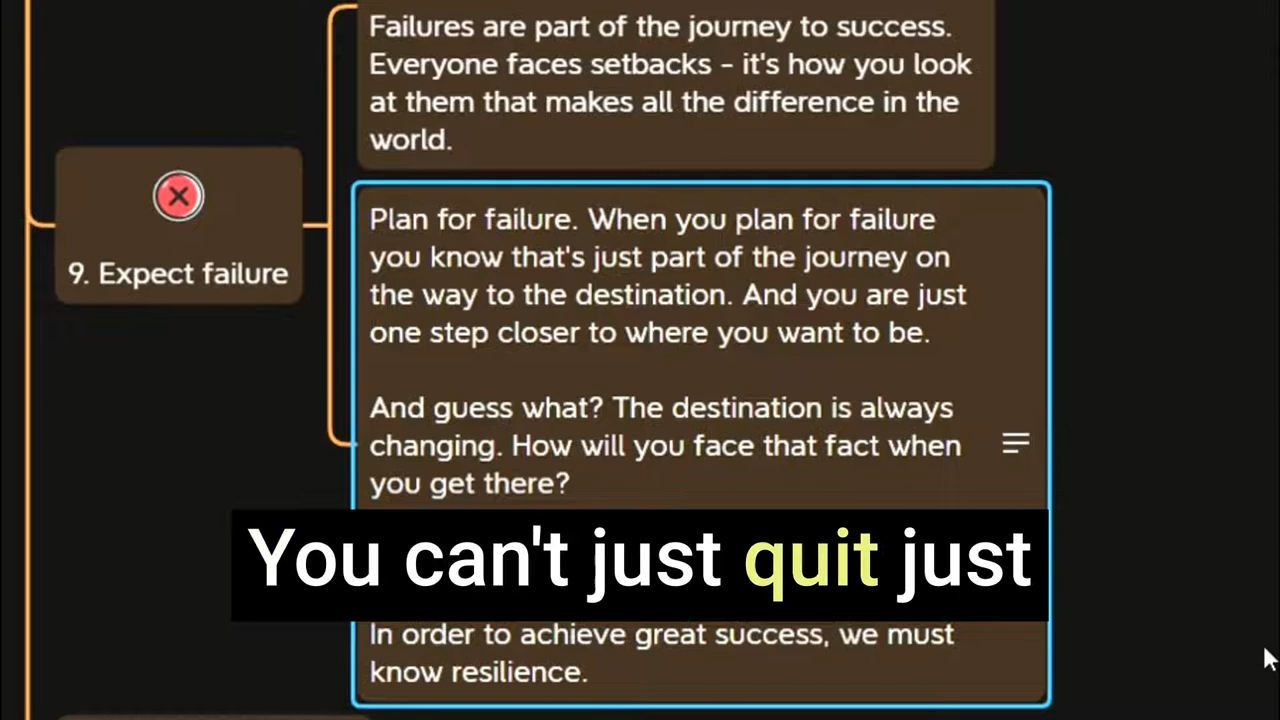 Failures are part of the journey to success.
Everyone faces setbacks - it's how you look
at them that makes all the difference in the
world.
9. Expect failure
Plan for failure. When you plan for failure
you know that's just part of the journey on
the way to the destination. And you are just
one step closer to where you want to be.
And guess what? The destination is always
changing. How will you face that fact when
you get there?
You can't just quit just
In order to achieve great success, we must
know resilience.